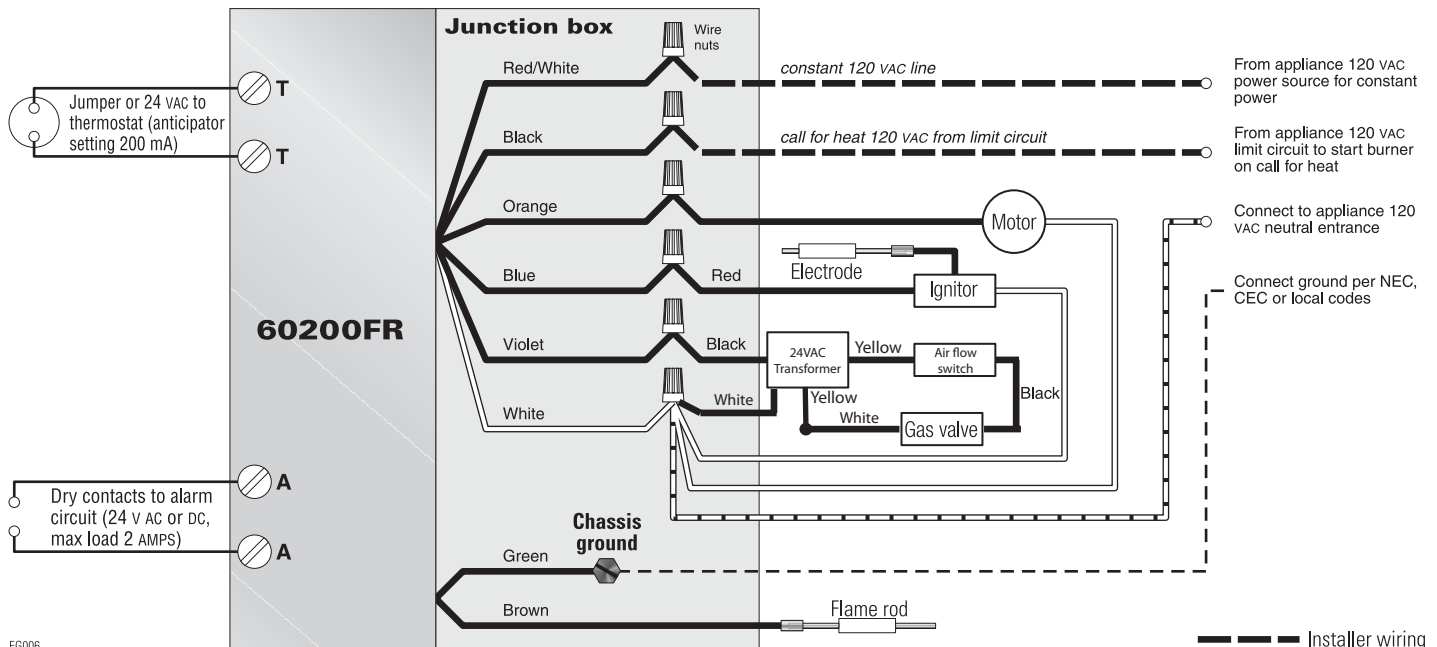 Junction box
Wire
nuts
Red/White
constant 120 VAC line
From appliance 120 VAC
power source for constant
power
T
Jumper or 24 VAC to
thermostat (anticipator
setting 200 mA)
T
Black
call for heat 120 VAC from limit circuit
From appliance 120 VAC
limit circuit to start burner
on call for heat
Orange
Motor
Connect to appliance 120
VAC neutral entrance
Electrode
Blue
Red
Ignitor
Connect ground per NEC,
CEC or local codes
60200FR
Violet
Black
24VAC
Transformer
Yellow
Air flow
switch
White
White
Yellow
White
Gas valve
Black
A
Dry contacts to alarm
circuit (24 V AC or DC,
max load 2 AMPS)
A
Chassis
ground
Green
Brown
Flame rod
EG006
Installer wiring